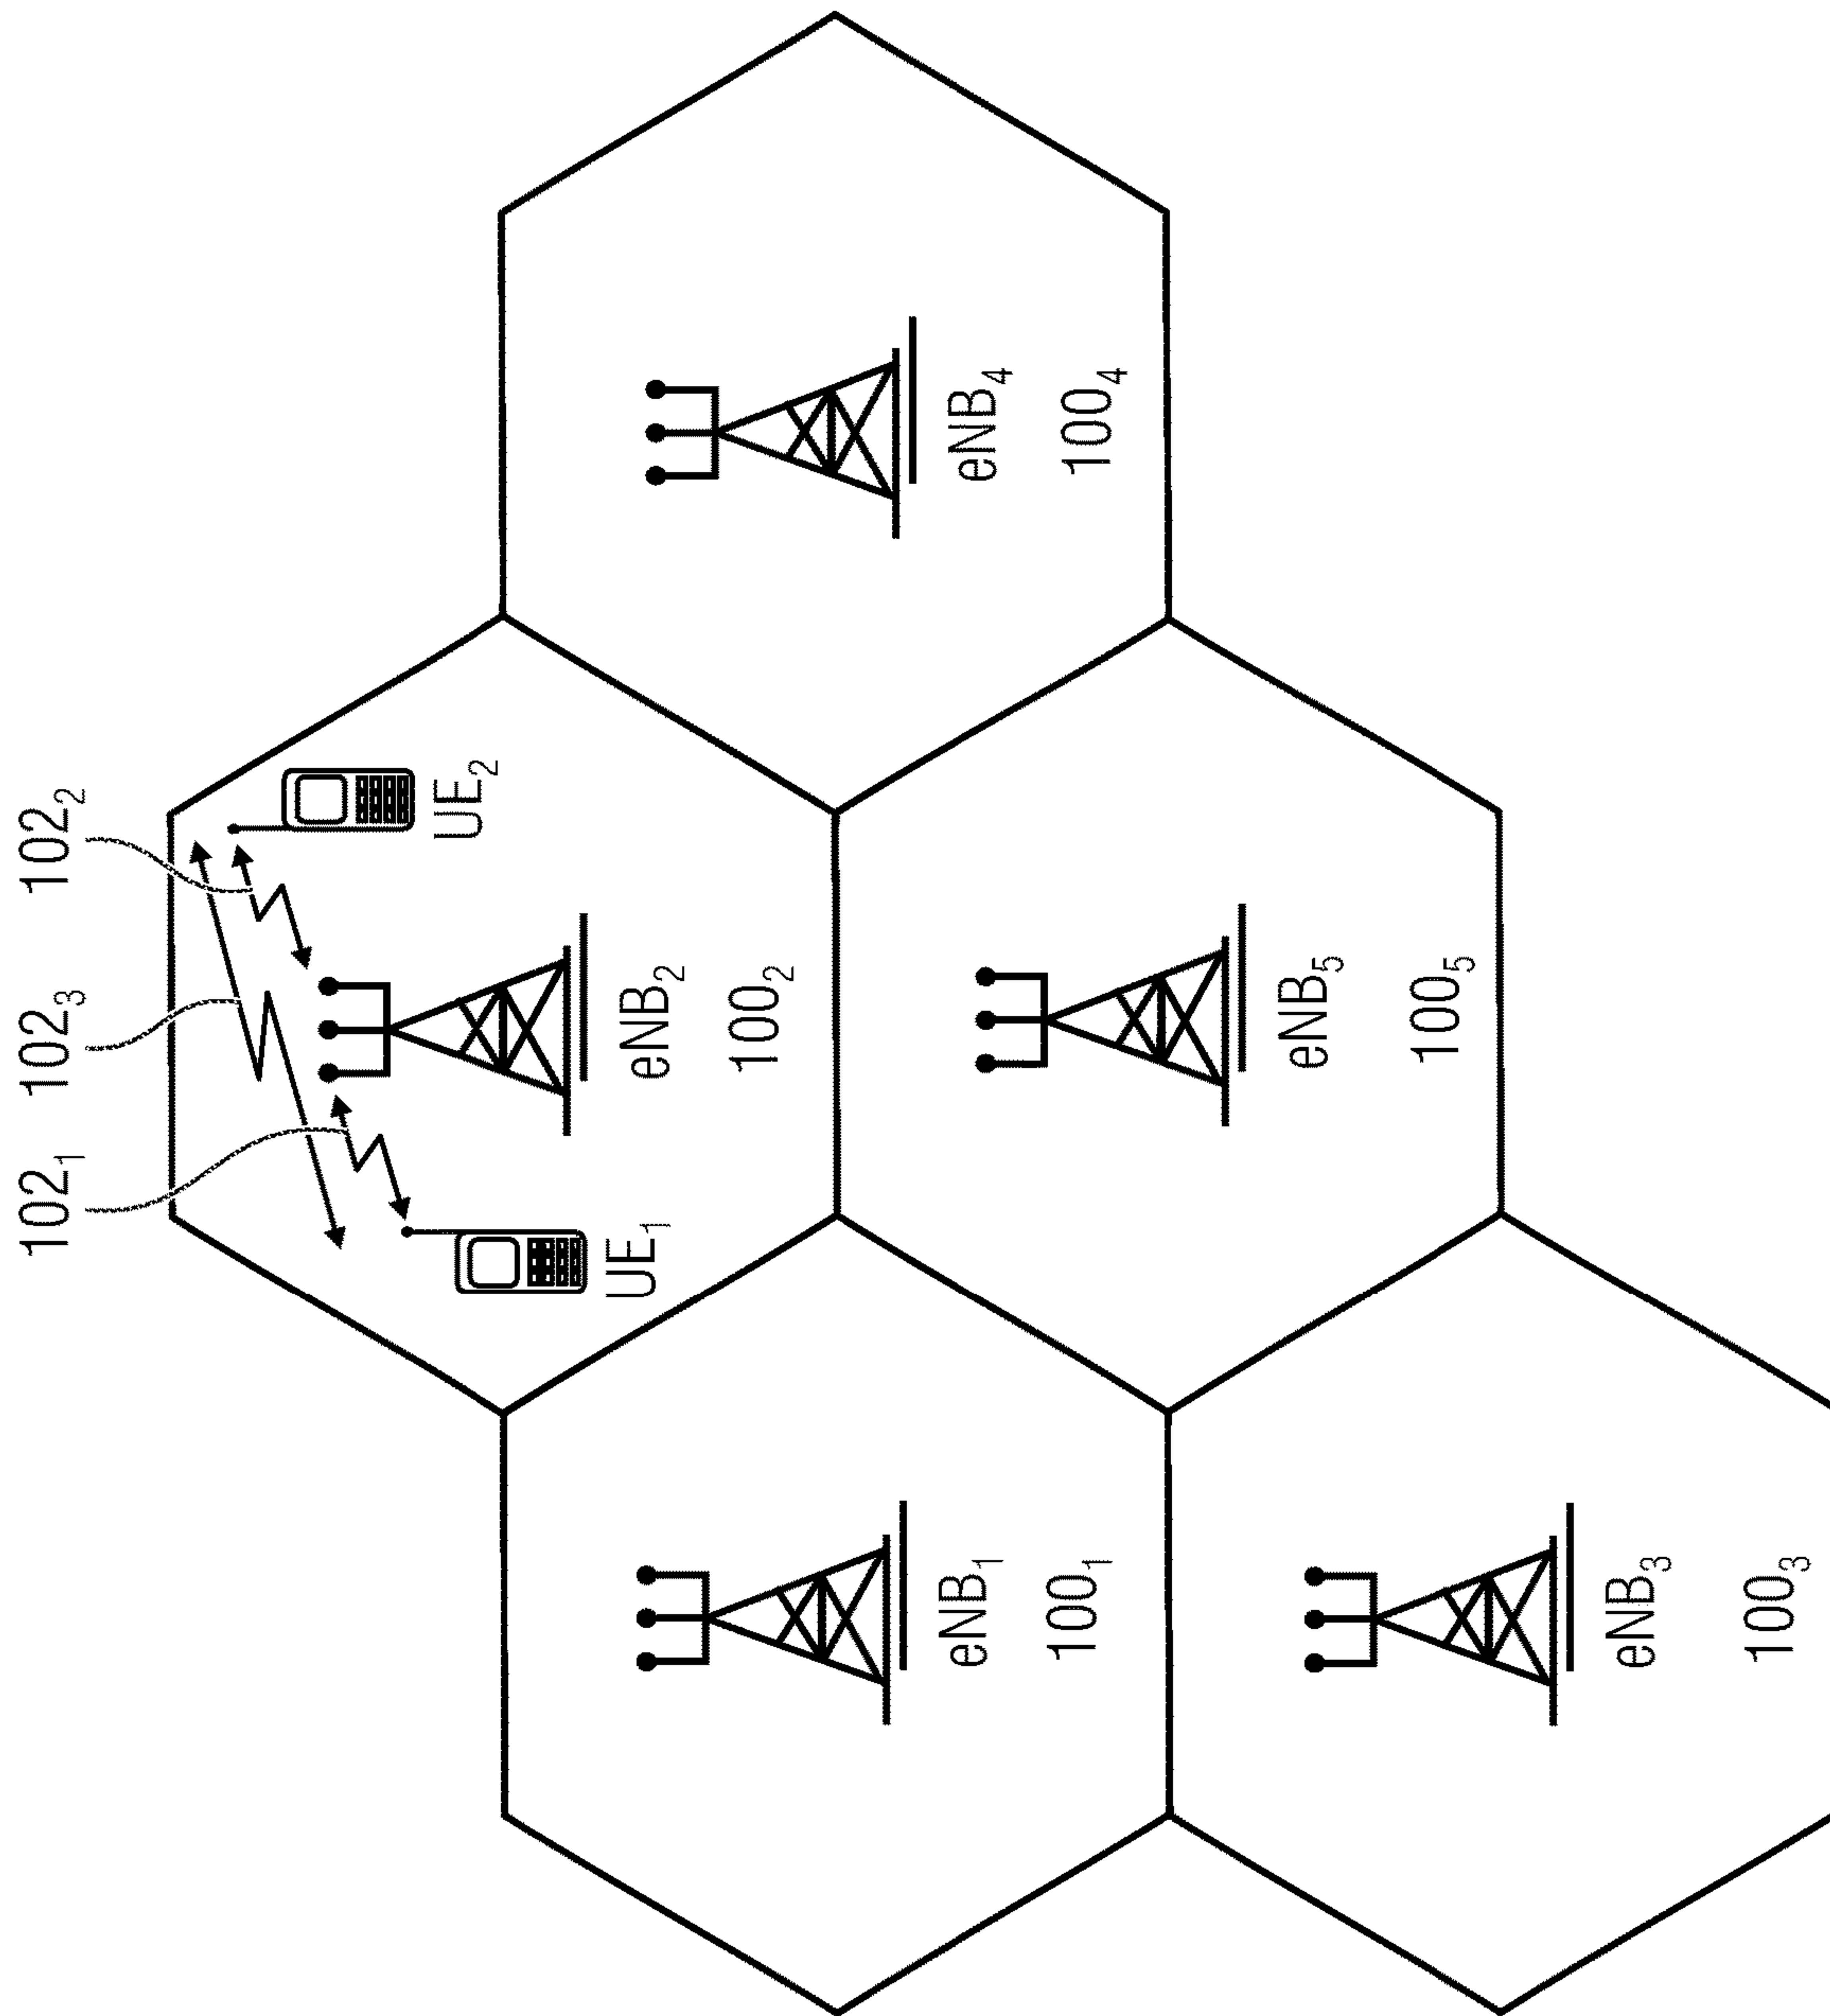 102₁
102₃
102₂
UE₂
UE₁
eNB₂
100₂
eNB₄
100₄
eNB₁
100₁
eNB₅
100₅
eNB₃
100₃